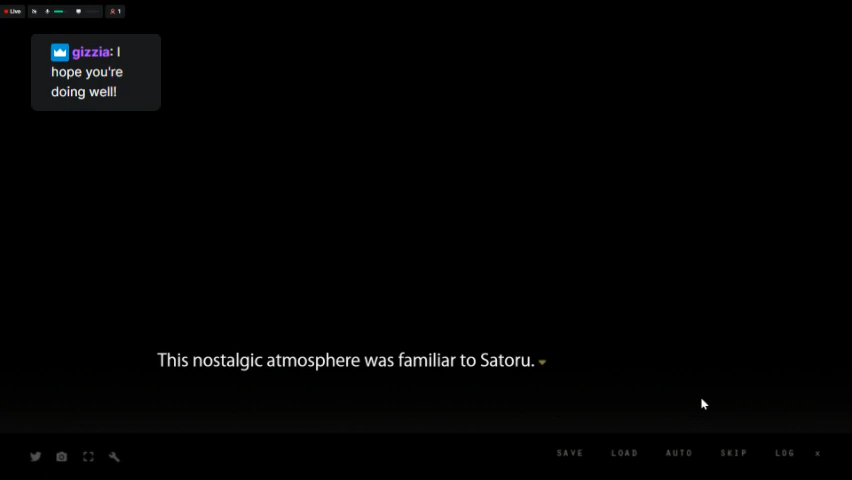 Live
1
gizzia: I
hope you're
doing well!
This nostalgic atmosphere was familiar to Satoru.
SAVE LOAD AUTO SKIP LOG ×